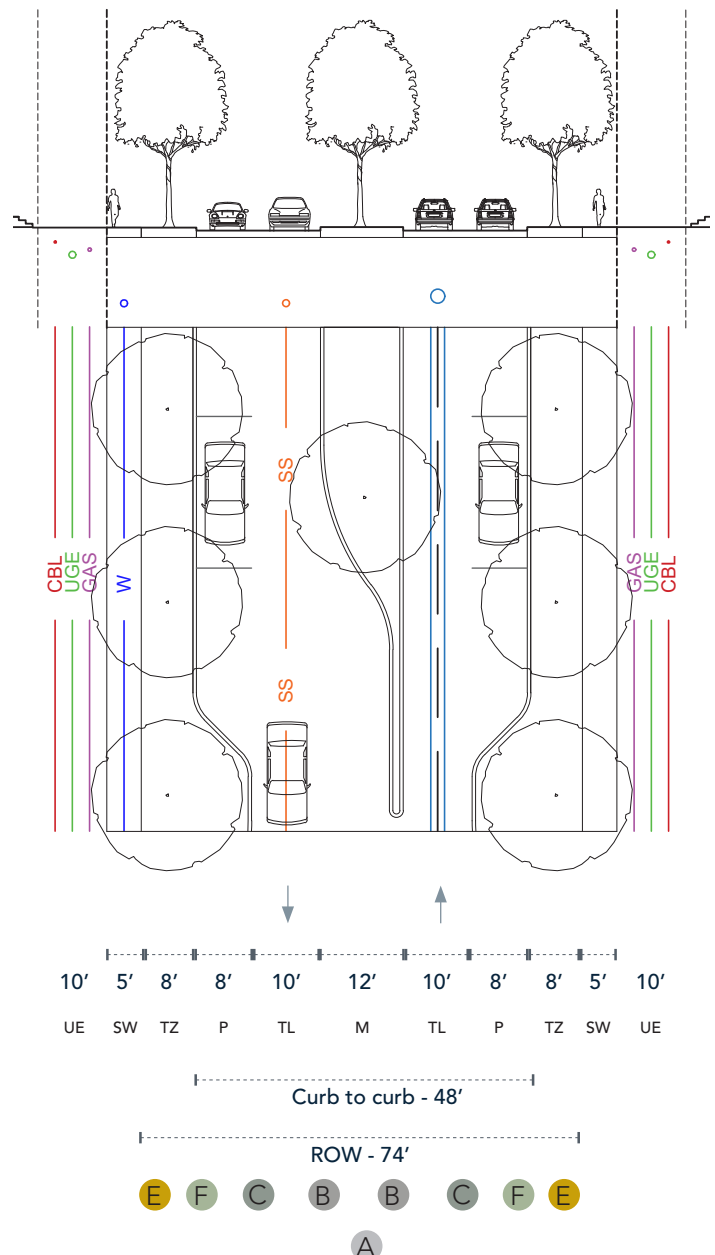 CBL
UGE
GAS
W
SS
SS
GAS
UGE
CBL
10’ 5’ 8’ 8’ 10’ 12’ 10’ 8’ 8’ 5’ 10’
UE SW TZ P TL M TL P TZ SW UE
Curb to curb - 48’
ROW - 74’
E F C B B C F E
A